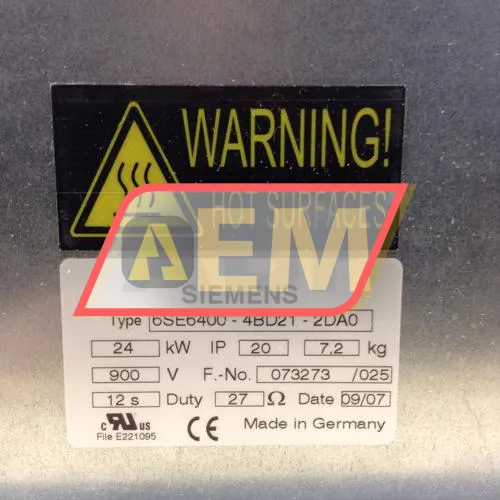 WARNING!
HOT SURFACES
AEM
SIEMENS
Type 6SE6400 - 4BD21 - 2DA0
24 kW IP 20 7,2 kg
900 V F.-No. 073273 /025
12 s Duty 27 Ω Date 09/07
c RU us CE Made in Germany
File E221095